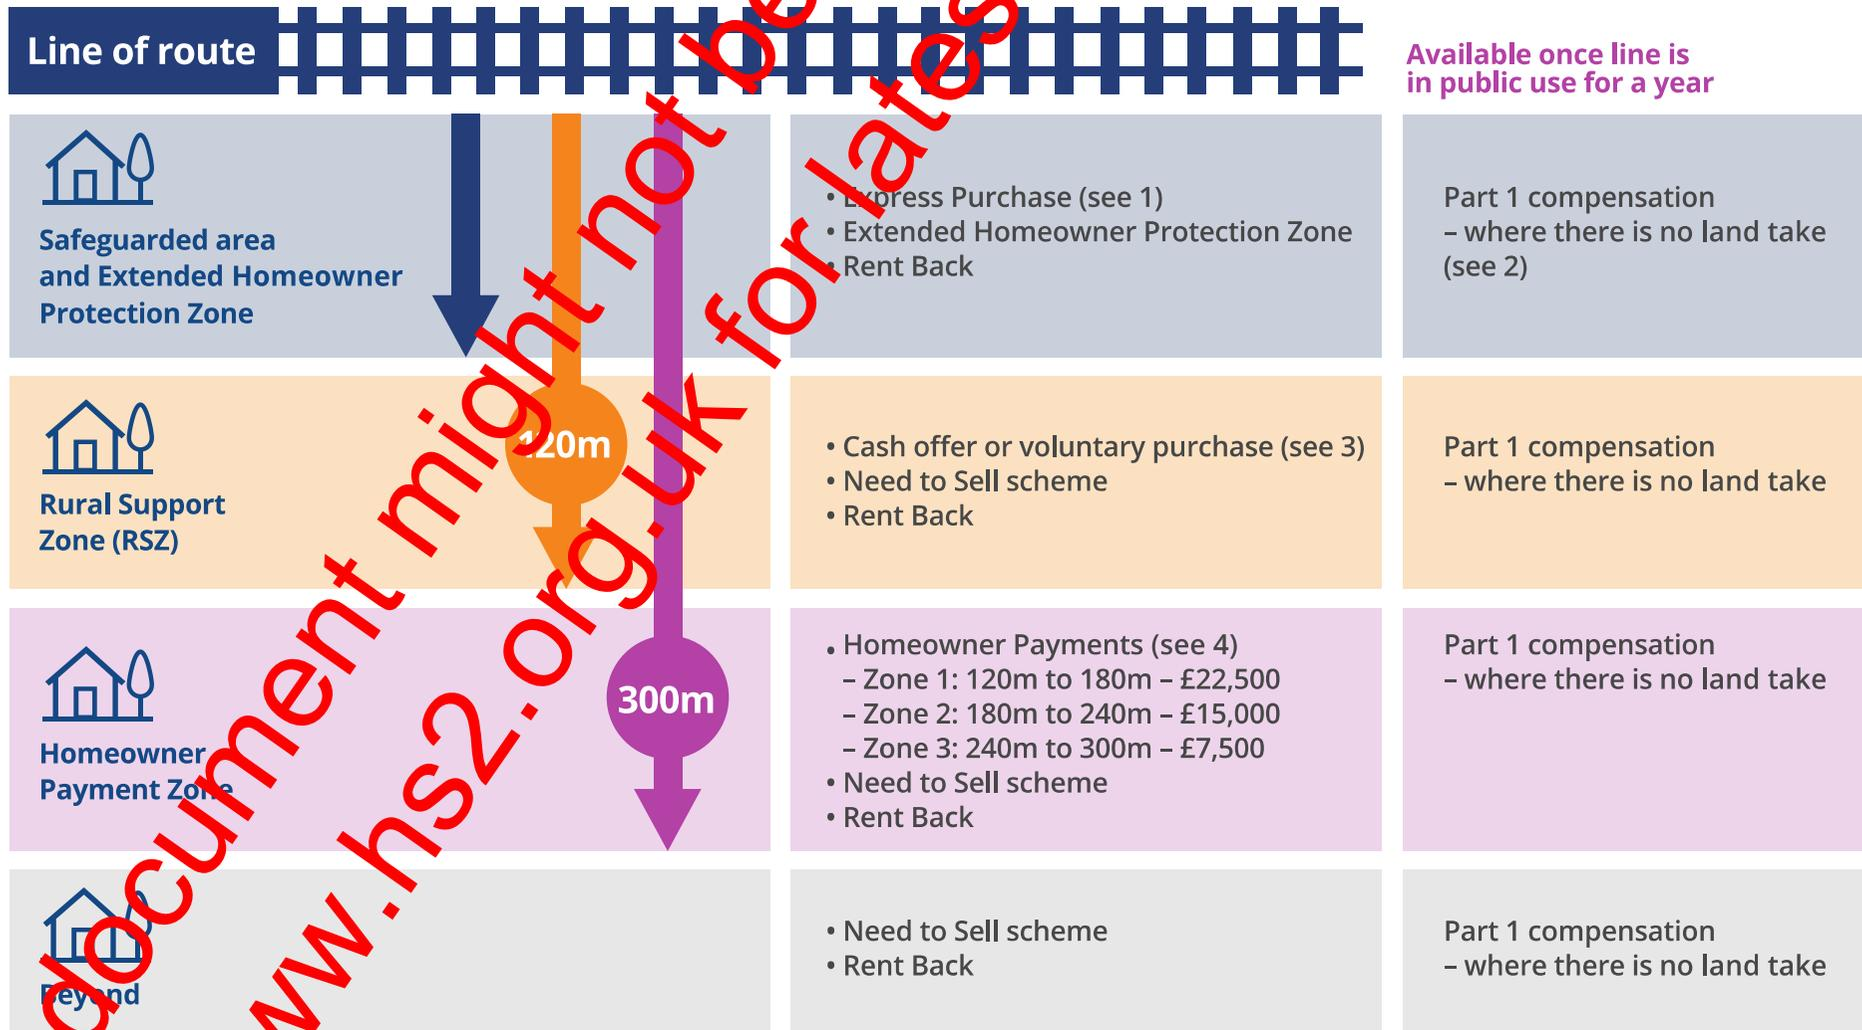 Line of route
Available once line is
in public use for a year
Safeguarded area
and Extended Homeowner
Protection Zone
• Express Purchase (see 1)
• Extended Homeowner Protection Zone
• Rent Back
Part 1 compensation
– where there is no land take
(see 2)
Rural Support
Zone (RSZ)
120m
• Cash offer or voluntary purchase (see 3)
• Need to Sell scheme
• Rent Back
Part 1 compensation
– where there is no land take
Homeowner
Payment Zone
300m
• Homeowner Payments (see 4)
– Zone 1: 120m to 180m – £22,500
– Zone 2: 180m to 240m – £15,000
– Zone 3: 240m to 300m – £7,500
• Need to Sell scheme
• Rent Back
Part 1 compensation
– where there is no land take
Beyond
• Need to Sell scheme
• Rent Back
Part 1 compensation
– where there is no land take
document might not be
ww.hs2.org.uk for lates